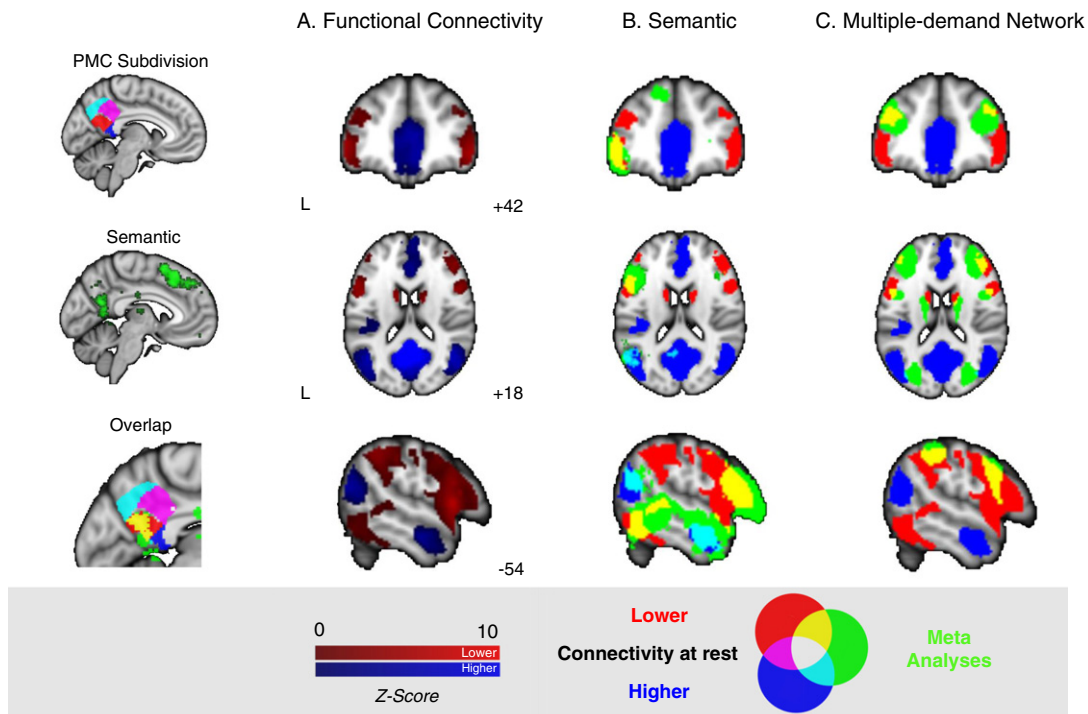 A. Functional Connectivity
B. Semantic
C. Multiple-demand Network
PMC Subdivision
L
+42
Semantic
L
+18
Overlap
-54
0
10
Lower
Higher
Z-Score
Lower
Connectivity at rest
Higher
Meta
Analyses